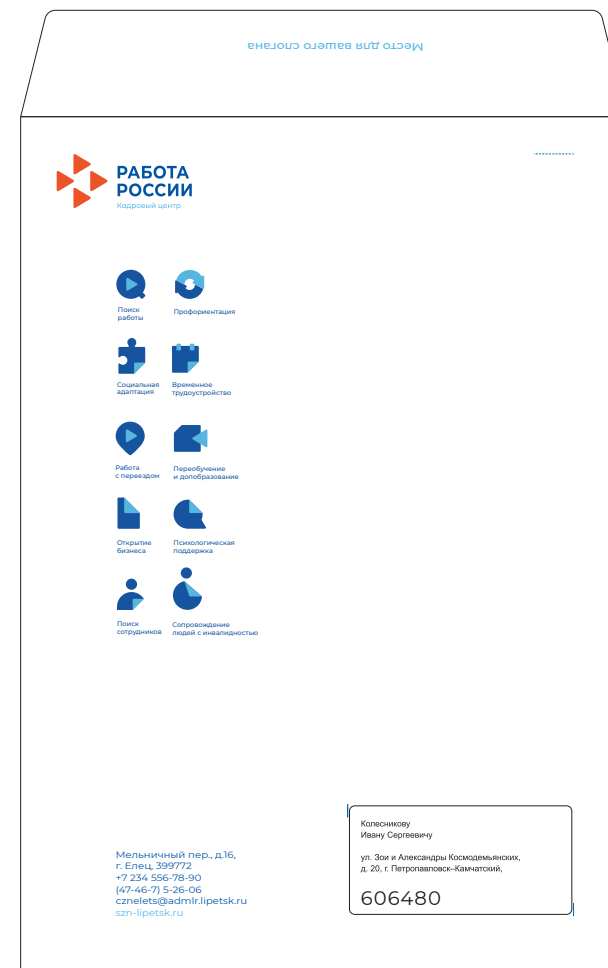 Место для вашего слогана
РАБОТА
РОССИИ
Кадровый центр
Поиск
работы
Профориентация
Социальная
адаптация
Временное
трудоустройство
Работа
с переездом
Переобучение
и допобразование
Открытие
бизнеса
Психологическая
поддержка
Поиск
сотрудников
Сопровождение
людей с инвалидностью
Мельничный пер., д.16,
г. Елец, 399772
+7 234 556-78-90
(47-46-7) 5-26-06
cznelets@admlr.lipetsk.ru
szn-lipetsk.ru
Колесникову
Ивану Сергеевичу
ул. Зои и Александры Космодемьянских,
д. 20, г. Петропавловск–Камчатский,
606480